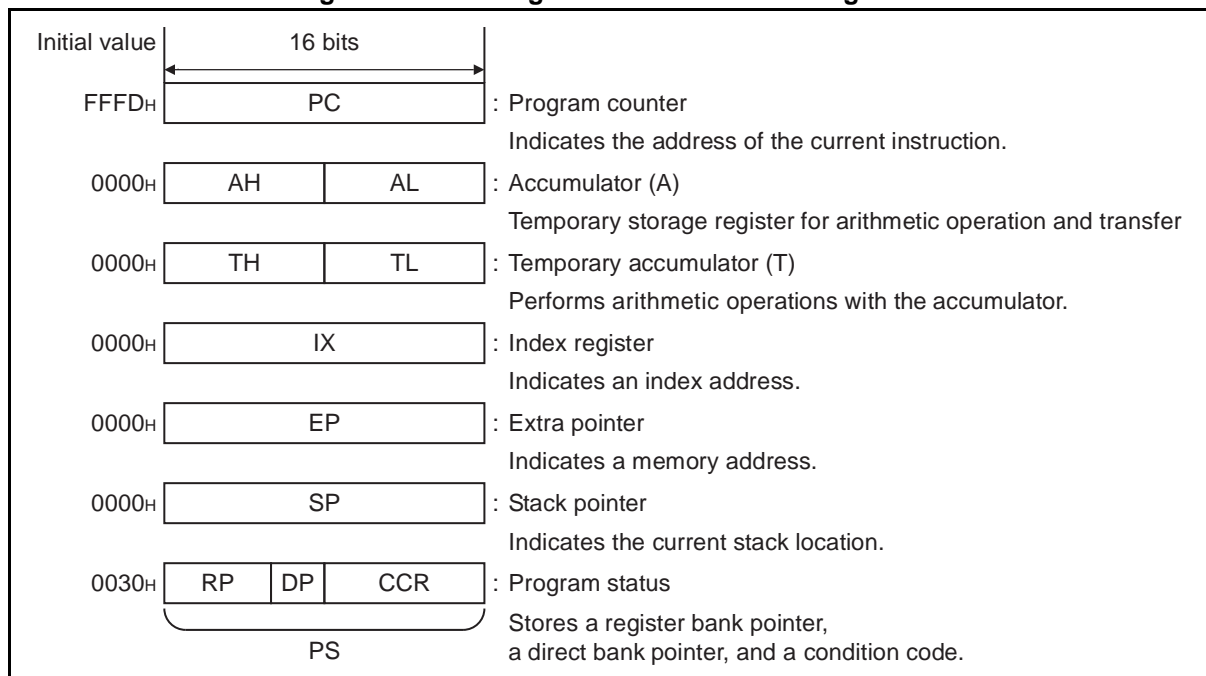 Initial value 16 bits
FFFDH PC : Program counter
Indicates the address of the current instruction.
0000H AH AL : Accumulator (A)
Temporary storage register for arithmetic operation and transfer
0000H TH TL : Temporary accumulator (T)
Performs arithmetic operations with the accumulator.
0000H IX : Index register
Indicates an index address.
0000H EP : Extra pointer
Indicates a memory address.
0000H SP : Stack pointer
Indicates the current stack location.
0030H RP DP CCR : Program status
PS
Stores a register bank pointer,
a direct bank pointer, and a condition code.